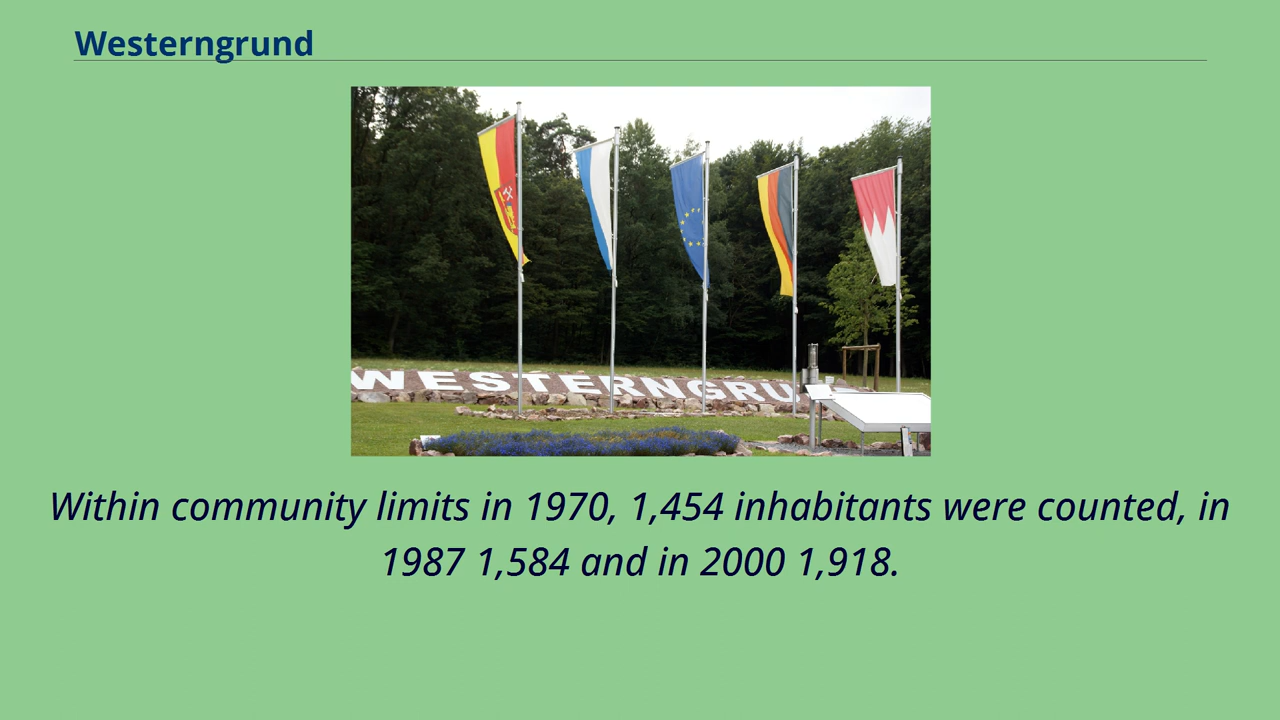 Westerngrund
WESTERNGRU
Within community limits in 1970, 1,454 inhabitants were counted, in
1987 1,584 and in 2000 1,918.